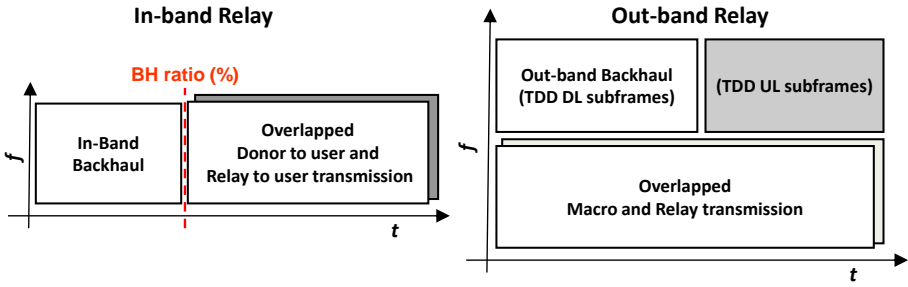 In-band Relay
BH ratio (%)
In-Band
Backhaul
Overlapped
Donor to user and
Relay to user transmission
f
t
Out-band Relay
Out-band Backhaul
(TDD DL subframes)
(TDD UL subframes)
Overlapped
Macro and Relay transmission
f
t